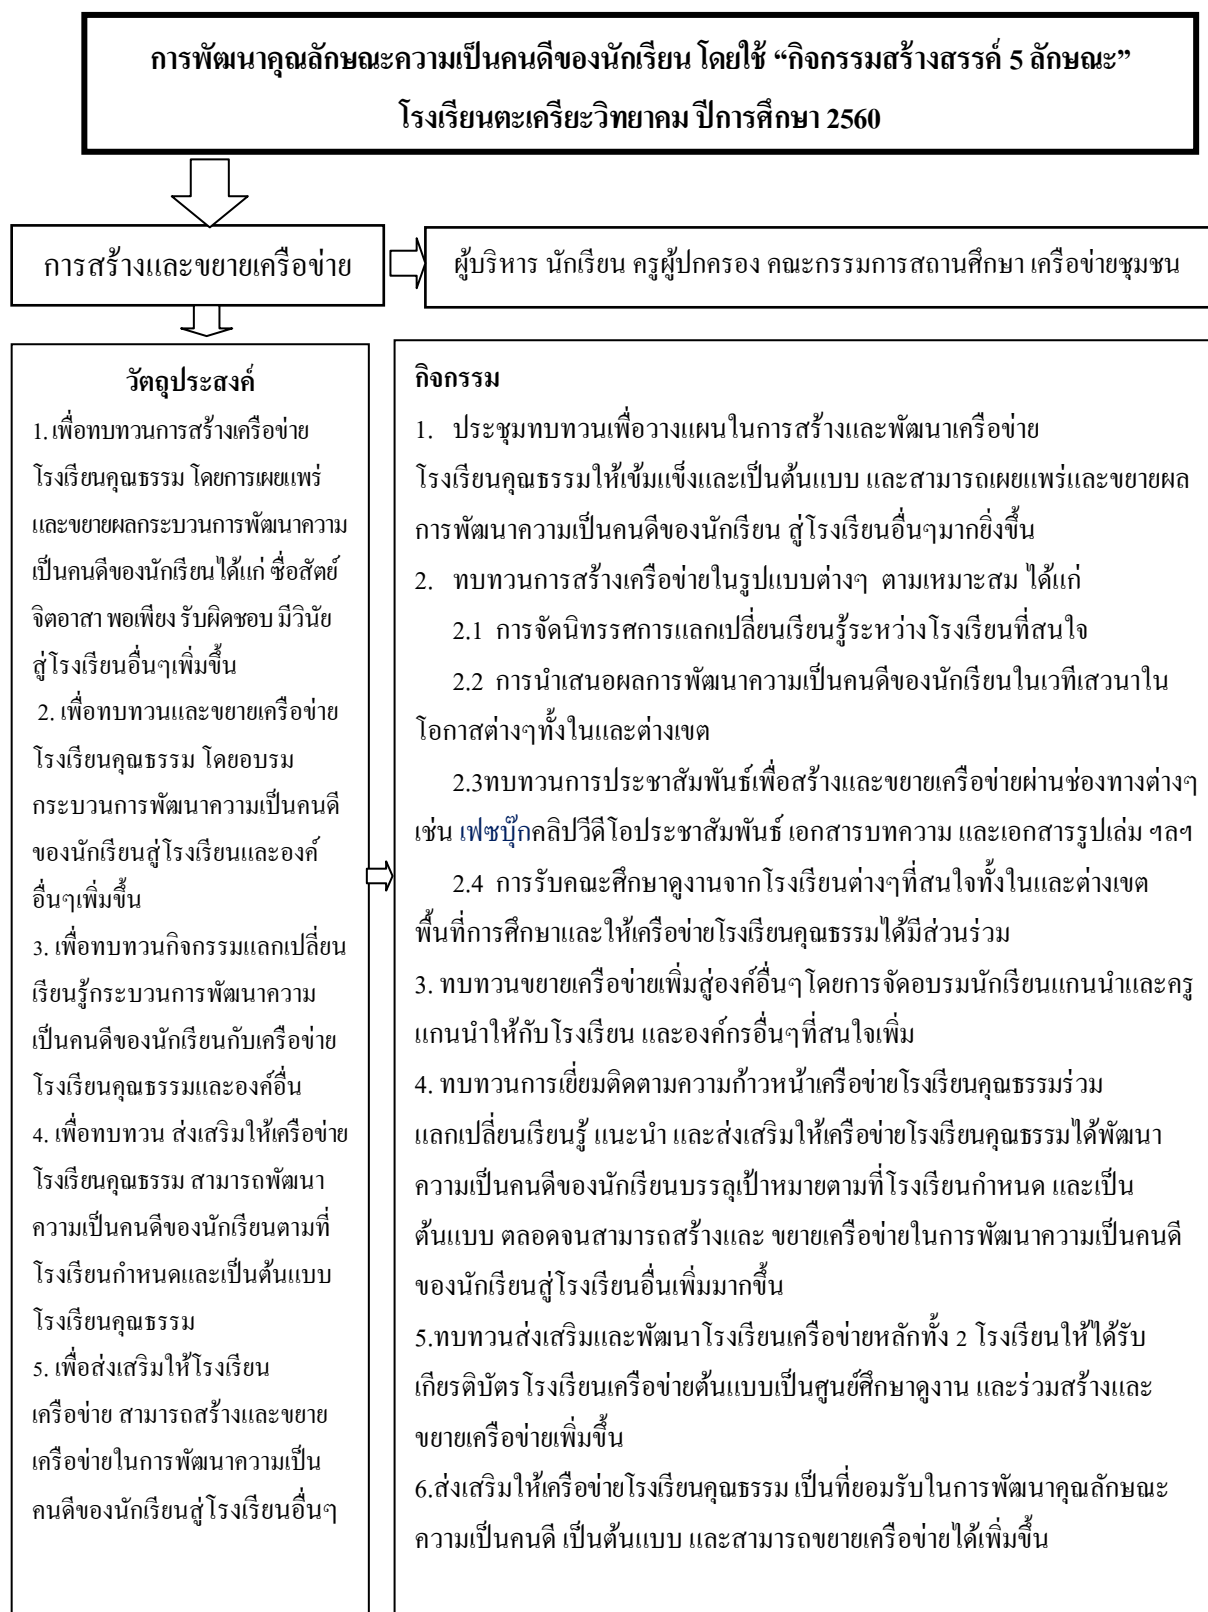 การพัฒนาคุณลักษณะความเป็นคนดีของนักเรียน โดยใช้ “กิจกรรมสร้างสรรค์ 5 ลักษณะ”
โรงเรียนตะเครียะวิทยาคม ปีการศึกษา 2560
การสร้างและขยายเครือข่าย
ผู้บริหาร นักเรียน ครูผู้ปกครอง คณะกรรมการสถานศึกษา เครือข่ายชุมชน
วัตถุประสงค์
1. เพื่อทบทวนการสร้างเครือข่าย
โรงเรียนคุณธรรม โดยการเผยแพร่
และขยายผลกระบวนการพัฒนาความ
เป็นคนดีของนักเรียนได้แก่ ซื่อสัตย์
จิตอาสา พอเพียง รับผิดชอบ มีวินัย
สู่โรงเรียนอื่นๆเพิ่มขึ้น
2. เพื่อทบทวนและขยายเครือข่าย
โรงเรียนคุณธรรม โดยอบรม
กระบวนการพัฒนาความเป็นคนดี
ของนักเรียนสู่โรงเรียนและองค์
อื่นๆเพิ่มขึ้น
3. เพื่อทบทวนกิจกรรมแลกเปลี่ยน
เรียนรู้กระบวนการพัฒนาความ
เป็นคนดีของนักเรียนกับเครือข่าย
โรงเรียนคุณธรรมและองค์อื่น
4. เพื่อทบทวน ส่งเสริมให้เครือข่าย
โรงเรียนคุณธรรม สามารถพัฒนา
ความเป็นคนดีของนักเรียนตามที่
โรงเรียนกำหนดและเป็นต้นแบบ
โรงเรียนคุณธรรม
5. เพื่อส่งเสริมให้โรงเรียน
เครือข่าย สามารถสร้างและขยาย
เครือข่ายในการพัฒนาความเป็น
คนดีของนักเรียนสู่โรงเรียนอื่นๆ
กิจกรรม
1. ประชุมทบทวนเพื่อวางแผนในการสร้างและพัฒนาเครือข่าย
โรงเรียนคุณธรรมให้เข้มแข็งและเป็นต้นแบบ และสามารถเผยแพร่และขยายผล
การพัฒนาความเป็นคนดีของนักเรียน สู่โรงเรียนอื่นๆมากยิ่งขึ้น
2. ทบทวนการสร้างเครือข่ายในรูปแบบต่างๆ ตามเหมาะสม ได้แก่
2.1 การจัดนิทรรศการแลกเปลี่ยนเรียนรู้ระหว่างโรงเรียนที่สนใจ
2.2 การนำเสนอผลการพัฒนาความเป็นคนดีของนักเรียนในเวทีเสวนาใน
โอกาสต่างๆทั้งในและต่างเขต
2.3ทบทวนการประชาสัมพันธ์เพื่อสร้างและขยายเครือข่ายผ่านช่องทางต่างๆ
เช่น เฟซบุ๊กคลิปวีดีโอประชาสัมพันธ์ เอกสารบทความ และเอกสารรูปเล่ม ฯลฯ
2.4 การรับคณะศึกษาดูงานจากโรงเรียนต่างๆที่สนใจทั้งในและต่างเขต
พื้นที่การศึกษาและให้เครือข่ายโรงเรียนคุณธรรมได้มีส่วนร่วม
3. ทบทวนขยายเครือข่ายเพิ่มสู่องค์อื่นๆ โดยการจัดอบรมนักเรียนแกนนำและครู
แกนนำให้กับโรงเรียน และองค์กรอื่นๆที่สนใจเพิ่ม
4. ทบทวนการเยี่ยมติดตามความก้าวหน้าเครือข่ายโรงเรียนคุณธรรมร่วม
แลกเปลี่ยนเรียนรู้ แนะนำ และส่งเสริมให้เครือข่ายโรงเรียนคุณธรรมได้พัฒนา
ความเป็นคนดีของนักเรียนบรรลุเป้าหมายตามที่โรงเรียนกำหนด และเป็น
ต้นแบบ ตลอดจนสามารถสร้างและ ขยายเครือข่ายในการพัฒนาความเป็นคนดี
ของนักเรียนสู่โรงเรียนอื่นเพิ่มมากขึ้น
5.ทบทวนส่งเสริมและพัฒนาโรงเรียนเครือข่ายหลักทั้ง 2 โรงเรียนให้ได้รับ
เกียรติบัตรโรงเรียนเครือข่ายต้นแบบเป็นศูนย์ศึกษาดูงาน และร่วมสร้างและ
ขยายเครือข่ายเพิ่มขึ้น
6.ส่งเสริมให้เครือข่ายโรงเรียนคุณธรรม เป็นที่ยอมรับในการพัฒนาคุณลักษณะ
ความเป็นคนดี เป็นต้นแบบ และสามารถขยายเครือข่ายได้เพิ่มขึ้น